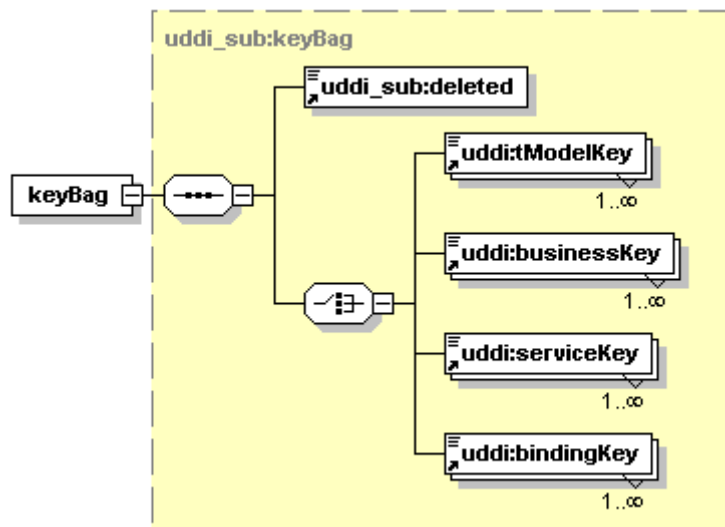 uddi_sub:keyBag
uddi_sub:deleted
keyBag
uddi:tModelKey
1..∞
uddi:businessKey
1..∞
uddi:serviceKey
1..∞
uddi:bindingKey
1..∞